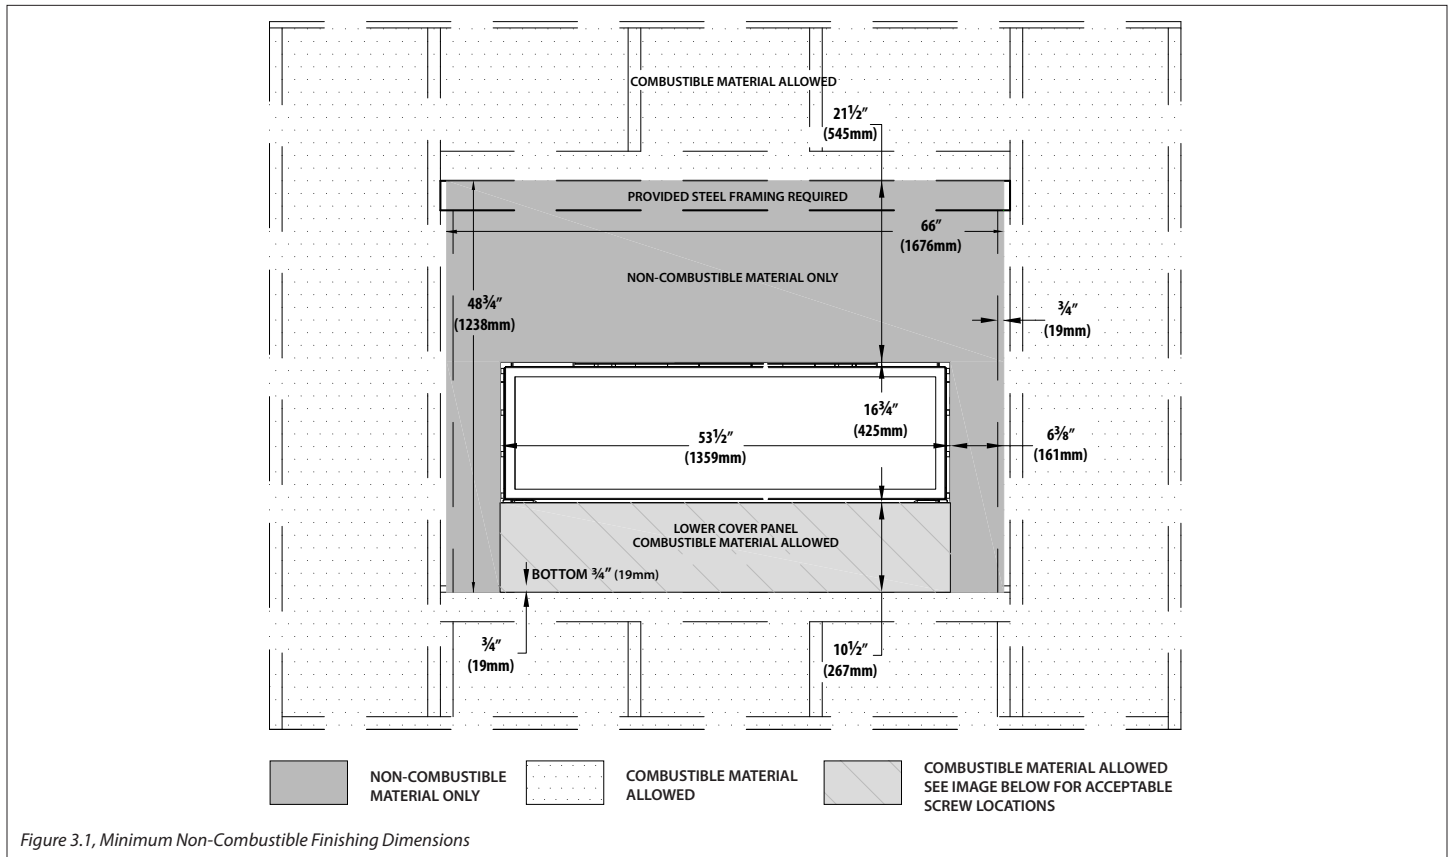 COMBUSTIBLE MATERIAL ALLOWED
21½″
(545mm)
PROVIDED STEEL FRAMING REQUIRED
66″
(1676mm)
NON-COMBUSTIBLE MATERIAL ONLY
48¾″
(1238mm)
¾″
(19mm)
16¾″
(425mm)
53½″
(1359mm)
6⅜″
(161mm)
LOWER COVER PANEL
COMBUSTIBLE MATERIAL ALLOWED
BOTTOM ¾″ (19mm)
¾″
(19mm)
10½″
(267mm)
NON-COMBUSTIBLE
MATERIAL ONLY
COMBUSTIBLE MATERIAL
ALLOWED
COMBUSTIBLE MATERIAL ALLOWED
SEE IMAGE BELOW FOR ACCEPTABLE
SCREW LOCATIONS
Figure 3.1, Minimum Non-Combustible Finishing Dimensions